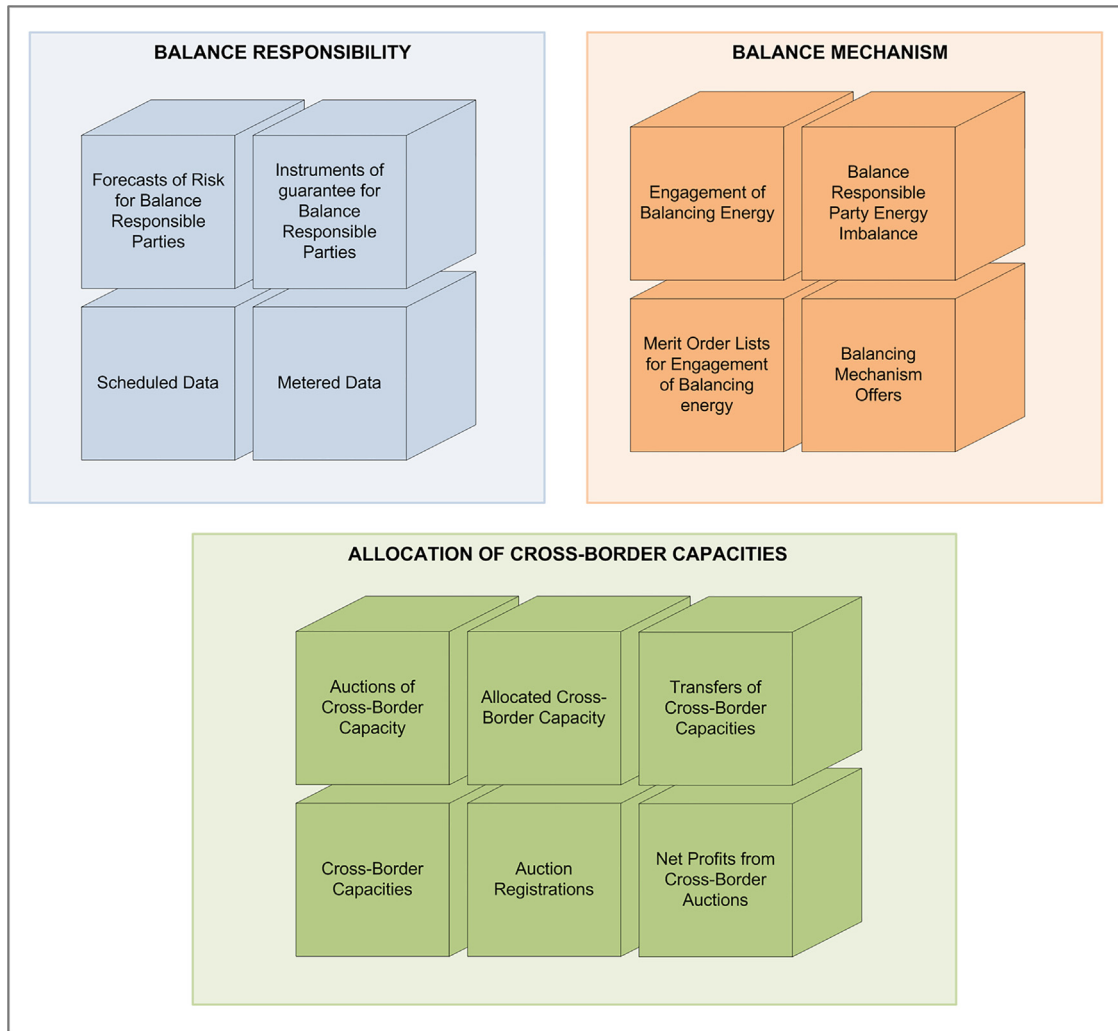 BALANCE RESPONSIBILITY
Forecasts of Risk
for Balance
Responsible
Parties
Instruments of
guarantee for
Balance
Responsible
Parties
Scheduled Data
Metered Data
BALANCE MECHANISM
Engagement of
Balancing Energy
Balance
Responsible
Party Energy
Imbalance
Merit Order Lists
for Engagement
of Balancing
energy
Balancing
Mechanism
Offers
ALLOCATION OF CROSS-BORDER CAPACITIES
Auctions of
Cross-Border
Capacity
Allocated Cross-
Border Capacity
Transfers of
Cross-Border
Capacities
Cross-Border
Capacities
Auction
Registrations
Net Profits from
Cross-Border
Auctions